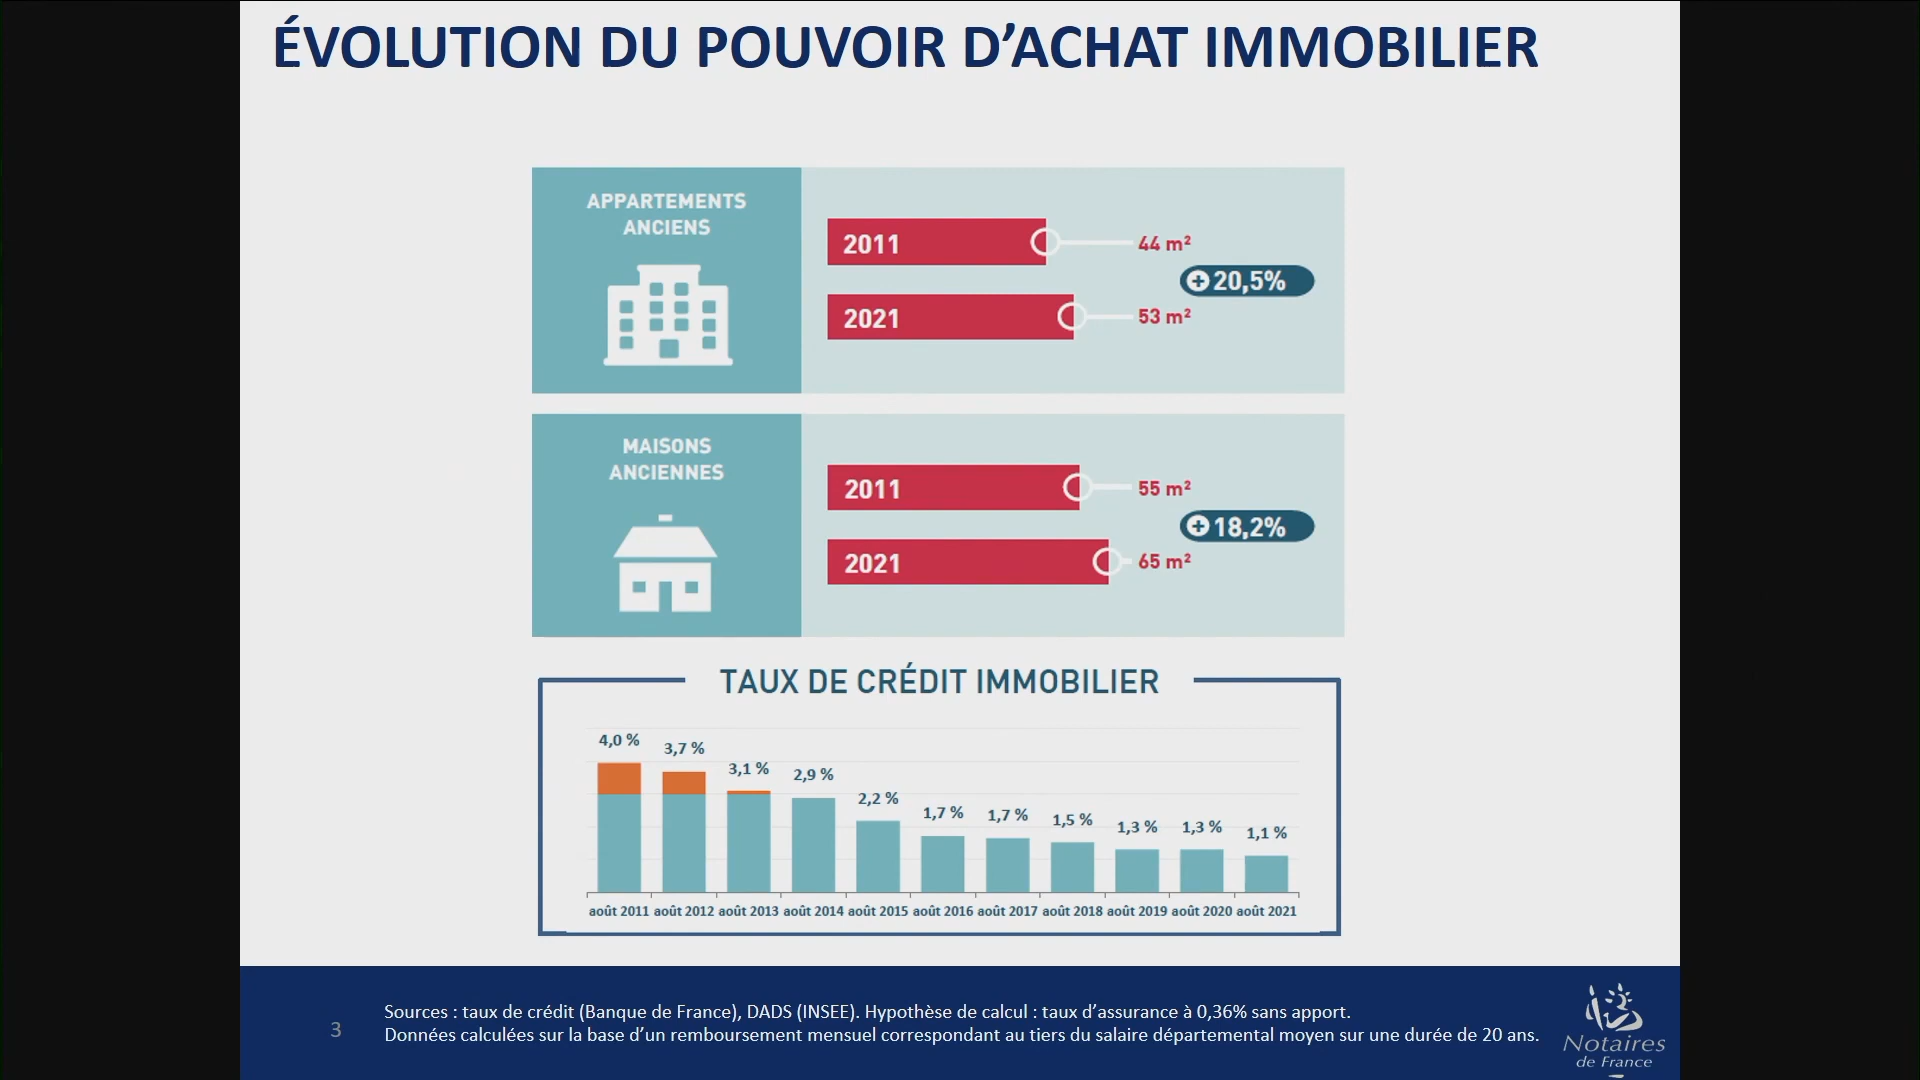 ÉVOLUTION DU POUVOIR D’ACHAT IMMOBILIER
APPARTEMENTS
ANCIENS
2011
44 m²
+20,5%
2021
53 m²
MAISONS
ANCIENNES
2011
55 m²
+18,2%
2021
65 m²
TAUX DE CRÉDIT IMMOBILIER
4,0 % 3,7 % 3,1 % 2,9 % 2,2 % 1,7 % 1,7 % 1,5 % 1,3 % 1,3 % 1,1 %
août 2011 août 2012 août 2013 août 2014 août 2015 août 2016 août 2017 août 2018 août 2019 août 2020 août 2021
3
Sources : taux de crédit (Banque de France), DADS (INSEE). Hypothèse de calcul : taux d’assurance à 0,36% sans apport.
Données calculées sur la base d’un remboursement mensuel correspondant au tiers du salaire départemental moyen sur une durée de 20 ans.
Notaires
de France